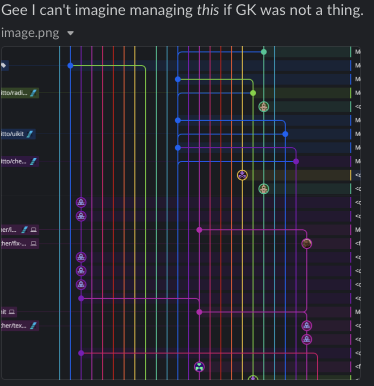 Gee I can't imagine managing this if GK was not a thing.
image.png
itto/radi...
itto/uikit
itto/che...
er/l...
her/fix-...
it
her/tex...